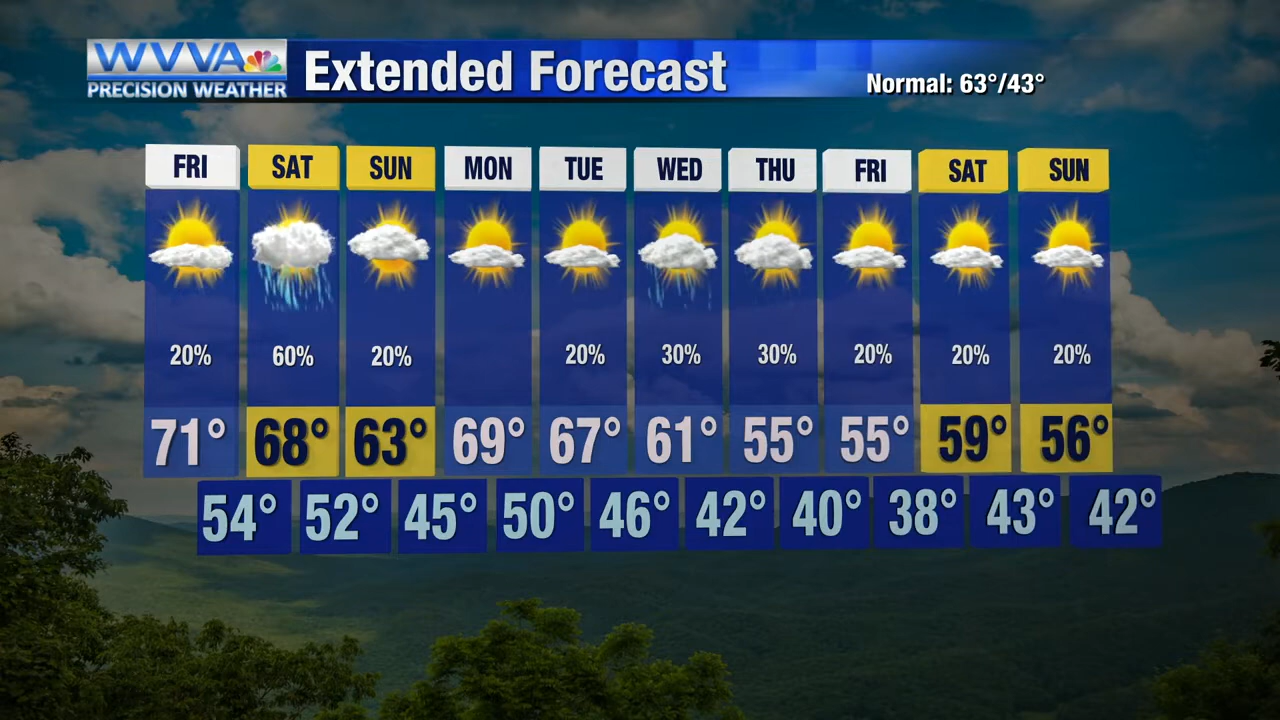 WVVA
PRECISION WEATHER
Extended Forecast
Normal: 63°/43°
FRI SAT SUN MON TUE WED THU FRI SAT SUN
20% 60% 20% 20% 30% 30% 20% 20% 20%
71° 68° 63° 69° 67° 61° 55° 55° 59° 56°
54° 52° 45° 50° 46° 42° 40° 38° 43° 42°